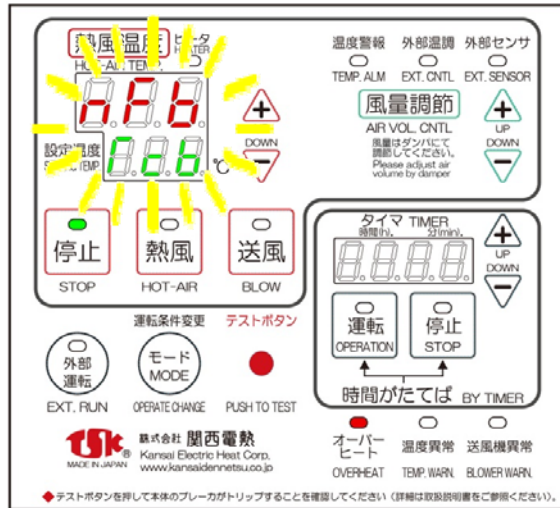 熱風温度 ヒータ HEATER
HOT-AIR TEMP.
nFb
設定温度
Ccb
℃
DOWN
停止 熱風 送風
STOP HOT-AIR BLOW
温度警報 外部温調 外部センサ
TEMP. ALM EXT. CNTL EXT. SENSOR
風量調節
AIR VOL. CNTL
風量はダンパにて
調節してください。
Please adjust air
volume by damper
UP
DOWN
タイマ TIMER
時間(h). 分(min).
8.8.8.8
UP
DOWN
運転 停止
OPERATION STOP
時間がたてば BY TIMER
運転条件変更 テストボタン
外部
運転
モード
MODE
EXT. RUN OPERATE CHANGE PUSH TO TEST
TSK ®
MADE IN JAPAN
株式会社 関西電熱
Kansai Electric Heat Corp.
www.kansaidennetsu.co.jp
オーバー
ヒート 温度異常 送風機異常
OVERHEAT TEMP. WARN. BLOWER WARN.
◆テストボタンを押して本体のブレーカがトリップすることを確認してください(詳細は取扱説明書をご参照ください)。